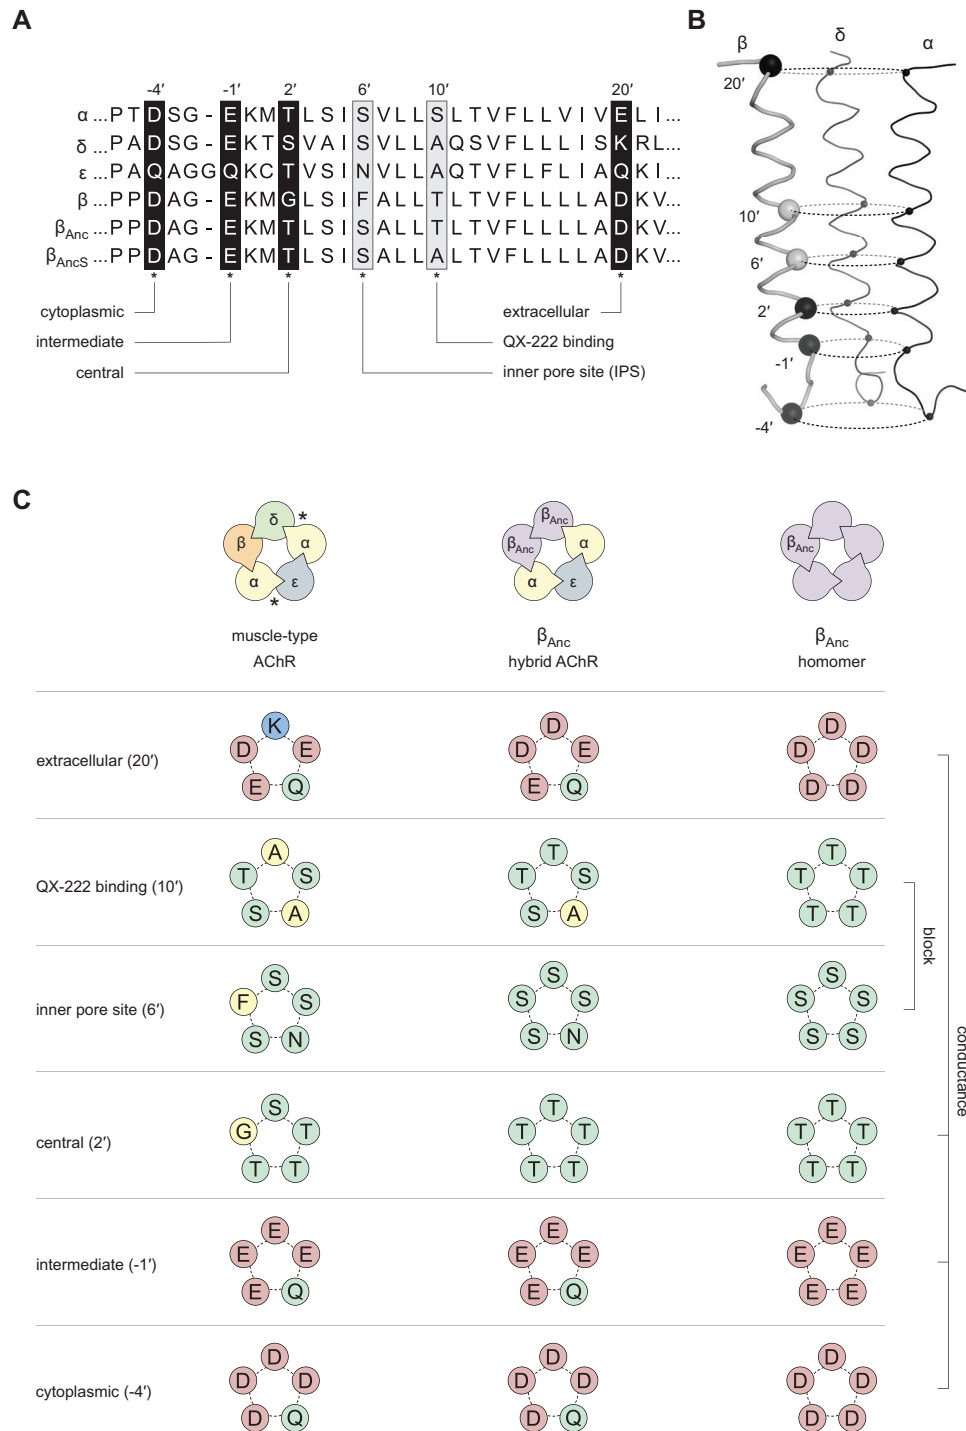 A
-4′ -1′ 2′ 6′ 10′ 20′
α ...PTDSG-EKMTLSISVLLSLTVFLLVIVELI...
δ ...PADSG-EKTSVAISVLLAQSVFLLLISKRL...
ε ...PAQAGGQKCTVSINVLLAQTVFLFLIAQKI...
β ...PPDAG-EKMGLSIFALLTLTVFLLLLADKV...
βAnc ...PPDAG-EKMTLSISALLTLTVFLLLLADKV...
βAncS ...PPDAG-EKMTLSISALLALTVFLLLLADKV...
* * * * * *
cytoplasmic
intermediate
central
extracellular
QX-222 binding
inner pore site (IPS)
B
β δ α
20′
10′
6′
2′
-1′
-4′
C
δ * α ε * α β
βAnc βAnc α ε α
βAnc
muscle-type
AChR
βAnc
hybrid AChR
βAnc
homomer
extracellular (20′)
K
D E
E Q
D
D E
E Q
D
D D
D D
QX-222 binding (10′)
A
T S
S A
T
T S
S A
T
T T
T T
inner pore site (6′)
S
F S
S N
S
S S
S N
S
S S
S S
central (2′)
S
G T
T T
T
T T
T T
T
T T
T T
intermediate (-1′)
E
E E
E Q
E
E E
E Q
E
E E
E E
cytoplasmic (-4′)
D
D D
D Q
D
D D
D Q
D
D D
D D
block
conductance